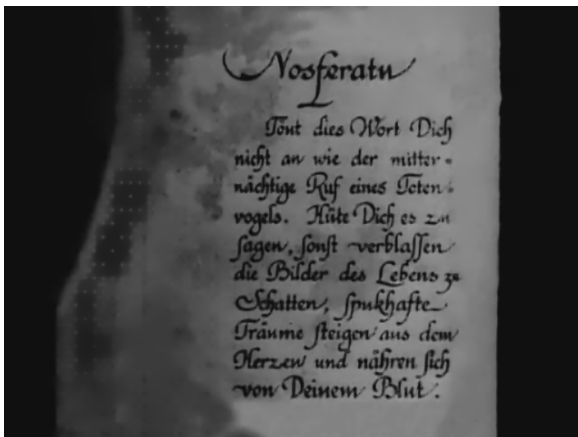 Nosferatu
Tönt dies Wort Dich
nicht an wie der mitter-
nächtige Ruf eines Toten-
vogels. Hüte Dich es zu
sagen, sonst verblassen
die Bilder des Lebens zu
Schatten, spukhafte
Träume steigen aus dem
Herzen und nähren sich
von Deinem Blut.